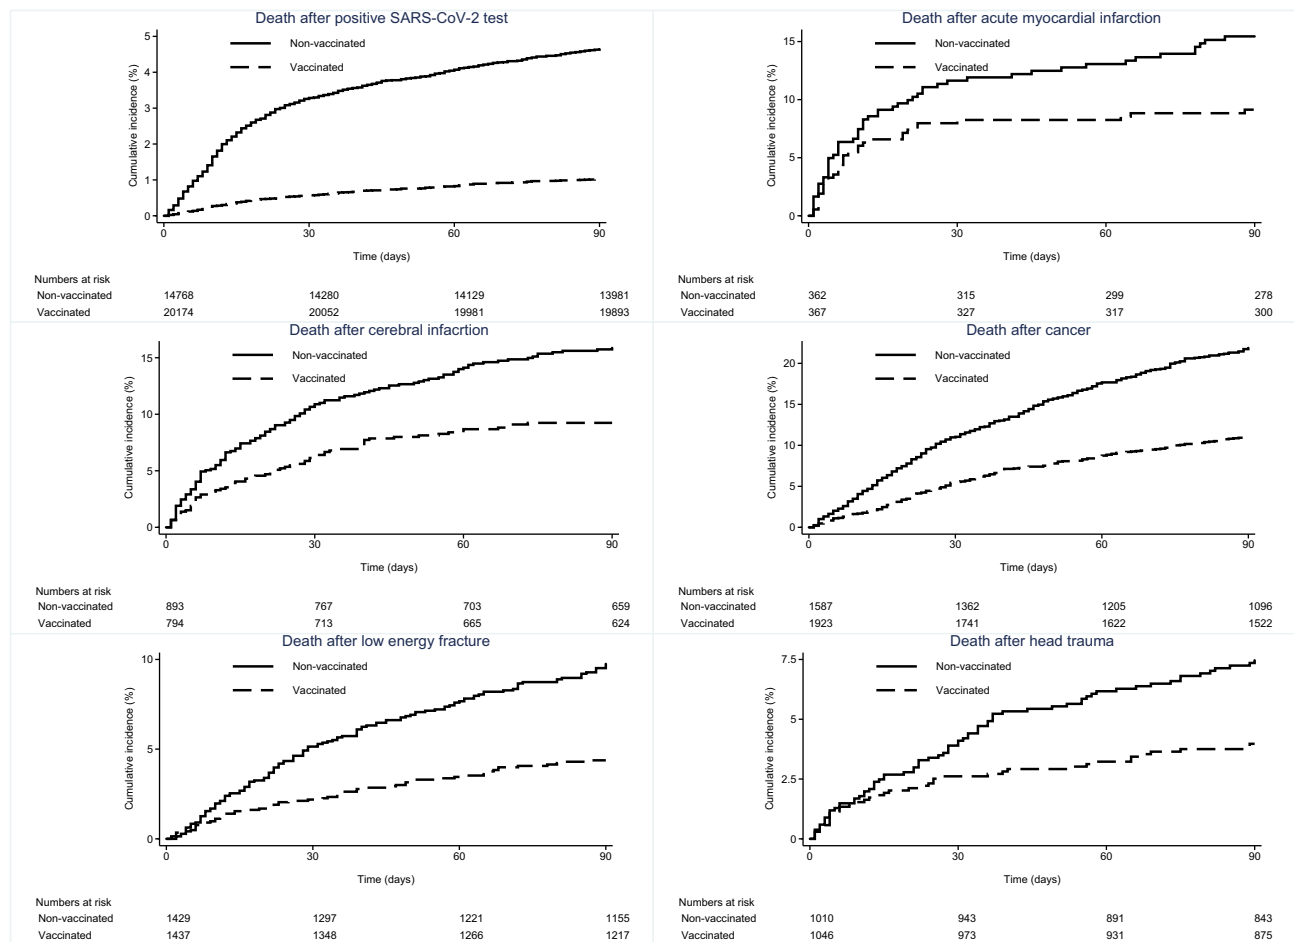 Death after positive SARS-CoV-2 test
5
4
3
2
1
0
Cumulative incidence (%)
Non-vaccinated
Vaccinated
0 30 60 90
Time (days)
Numbers at risk
Non-vaccinated 14768 14280 14129 13981
Vaccinated 20174 20052 19981 19893
Death after acute myocardial infarction
15
10
5
0
Cumulative incidence (%)
Non-vaccinated
Vaccinated
0 30 60 90
Time (days)
Numbers at risk
Non-vaccinated 362 315 299 278
Vaccinated 367 327 317 300
Death after cerebral infacrtion
15
10
5
0
Cumulative incidence (%)
Non-vaccinated
Vaccinated
0 30 60 90
Time (days)
Numbers at risk
Non-vaccinated 893 767 703 659
Vaccinated 794 713 665 624
Death after cancer
20
15
10
5
0
Cumulative incidence (%)
Non-vaccinated
Vaccinated
0 30 60 90
Time (days)
Numbers at risk
Non-vaccinated 1587 1362 1205 1096
Vaccinated 1923 1741 1622 1522
Death after low energy fracture
10
5
0
Cumulative incidence (%)
Non-vaccinated
Vaccinated
0 30 60 90
Time (days)
Numbers at risk
Non-vaccinated 1429 1297 1221 1155
Vaccinated 1437 1348 1266 1217
Death after head trauma
7.5
5
2.5
0
Cumulative incidence (%)
Non-vaccinated
Vaccinated
0 30 60 90
Time (days)
Numbers at risk
Non-vaccinated 1010 943 891 843
Vaccinated 1046 973 931 875